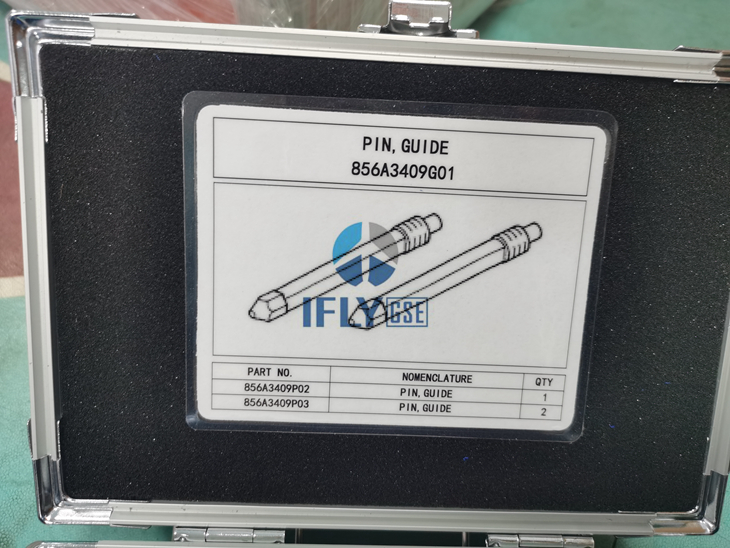 PIN, GUIDE
856A3409G01
IFLY GSE
PART NO. NOMENCLATURE QTY
856A3409P02 PIN, GUIDE 1
856A3409P03 PIN, GUIDE 2